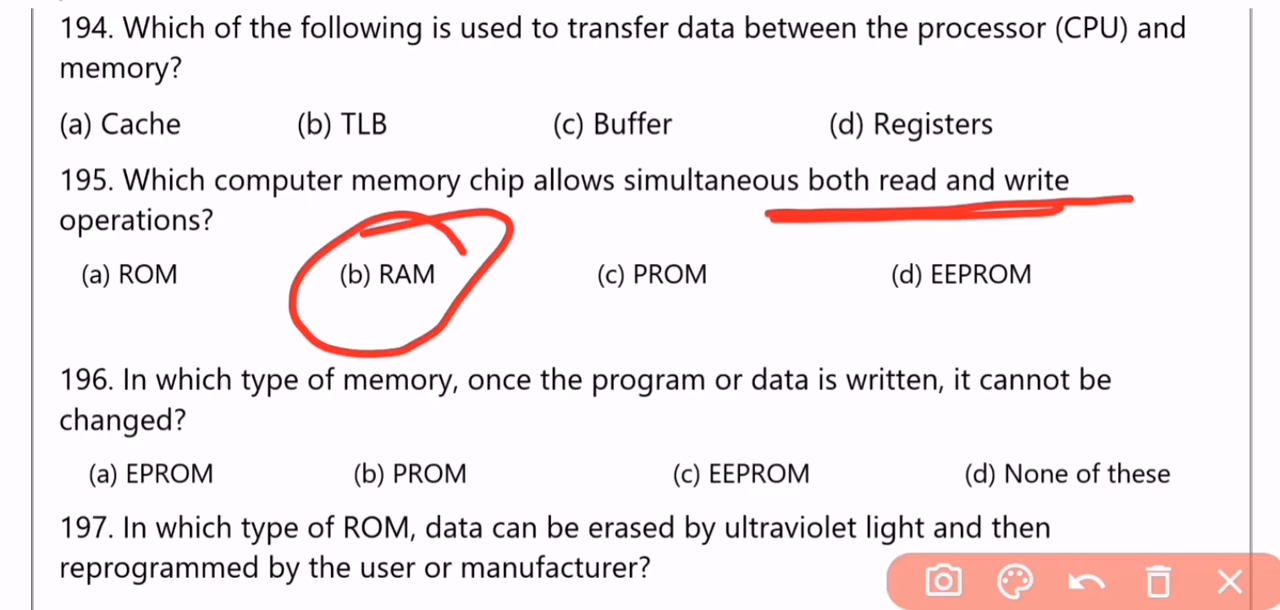 194. Which of the following is used to transfer data between the processor (CPU) and
memory?
(a) Cache (b) TLB (c) Buffer (d) Registers
195. Which computer memory chip allows simultaneous both read and write
operations?
(a) ROM (b) RAM (c) PROM (d) EEPROM
196. In which type of memory, once the program or data is written, it cannot be
changed?
(a) EPROM (b) PROM (c) EEPROM (d) None of these
197. In which type of ROM, data can be erased by ultraviolet light and then
reprogrammed by the user or manufacturer?